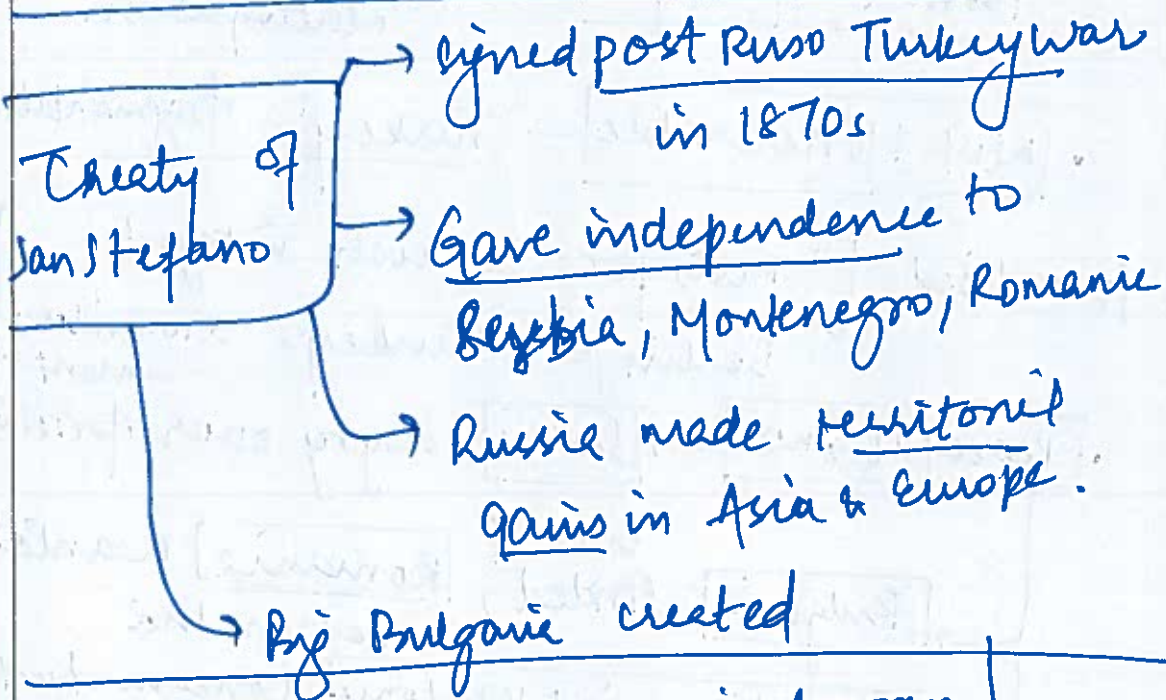 Treaty of
San Stefano
→ signed post Ruso Turkey War
in 1870s
→ Gave independence to
Serbia, Montenegro, Romania
→ Russia made territorial
gains in Asia & Europe.
→ Big Bulgaria created